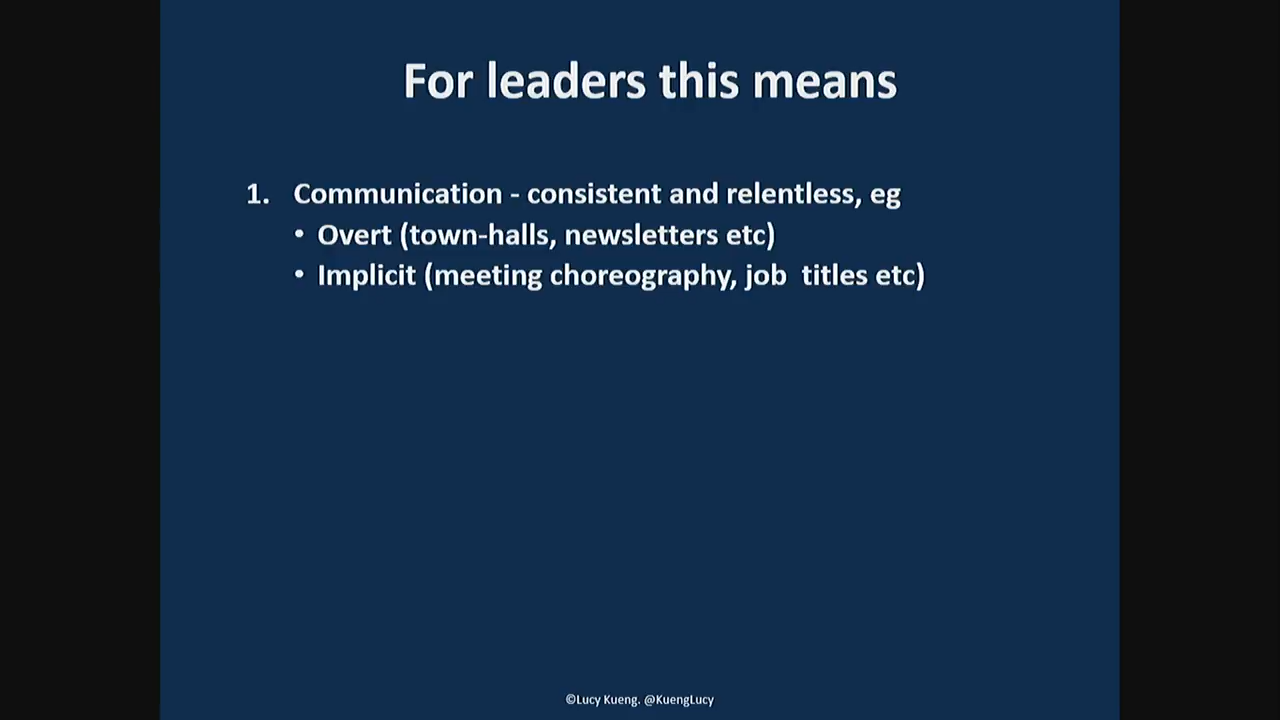 For leaders this means
1. Communication - consistent and relentless, eg
• Overt (town-halls, newsletters etc)
• Implicit (meeting choreography, job  titles etc)
©Lucy Kueng. @KuengLucy